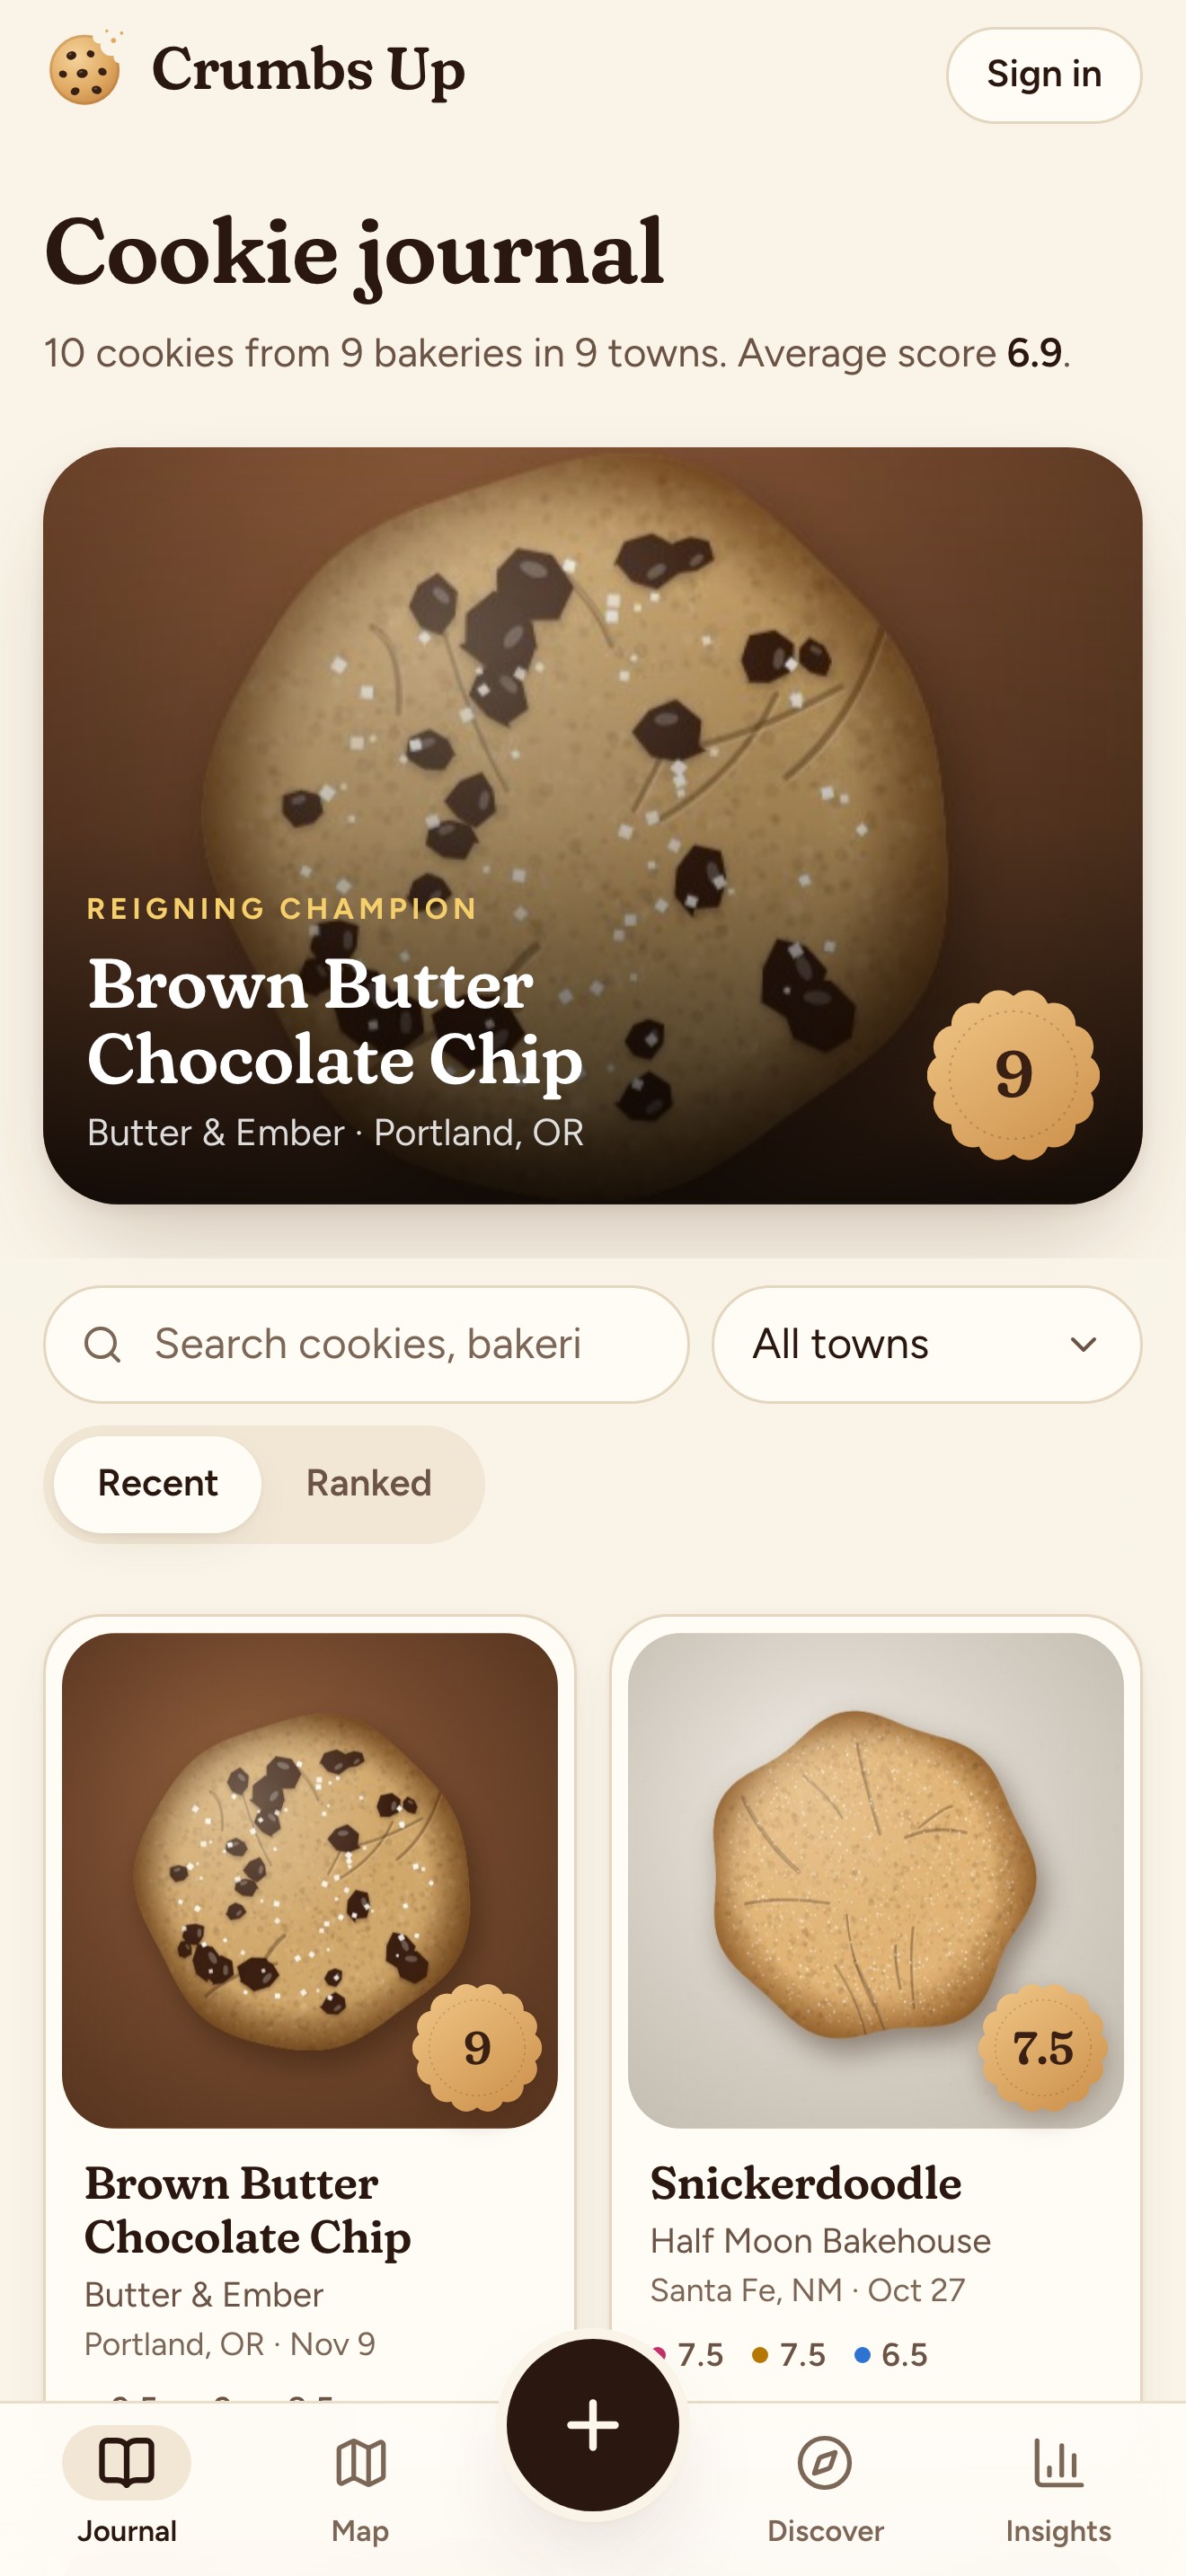 Crumbs Up
Sign in
Cookie journal
10 cookies from 9 bakeries in 9 towns. Average score 6.9.
REIGNING CHAMPION
Brown Butter
Chocolate Chip
Butter & Ember · Portland, OR
9
Search cookies, bakeri
All towns
Recent
Ranked
9
7.5
Brown Butter
Chocolate Chip
Butter & Ember
Portland, OR · Nov 9
Snickerdoodle
Half Moon Bakehouse
Santa Fe, NM · Oct 27
7.5 7.5 6.5
Journal
Map
Discover
Insights